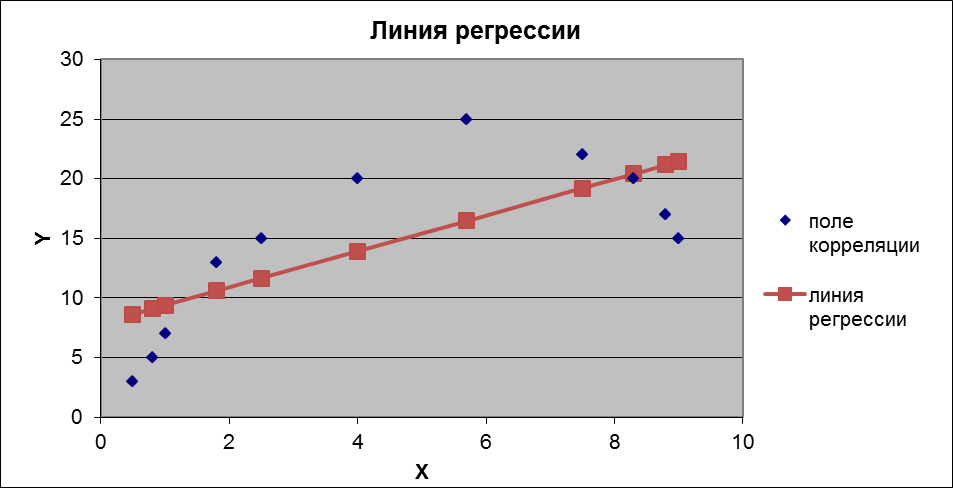 Линия регрессии
30
25
20
15
10
5
0
Y
0 2 4 6 8 10
X
поле
корреляции
линия
регрессии